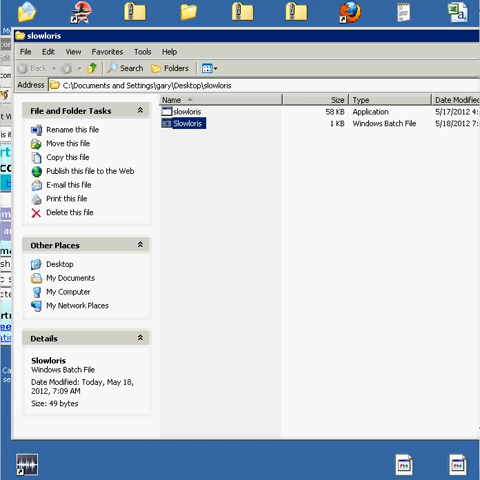 slowloris
File Edit View Favorites Tools Help
Back Search Folders
Address C:\Documents and Settings\gary\Desktop\slowloris
Name Size Type Date Modified
slowloris 58 KB Application 5/17/2012 4:
Slowloris 1 KB Windows Batch File 5/18/2012 7:
File and Folder Tasks
Rename this file
Move this file
Copy this file
Publish this file to the Web
E-mail this file
Print this file
Delete this file
Other Places
Desktop
My Documents
My Computer
My Network Places
Details
Slowloris
Windows Batch File
Date Modified: Today, May 18,
2012, 7:09 AM
Size: 49 bytes